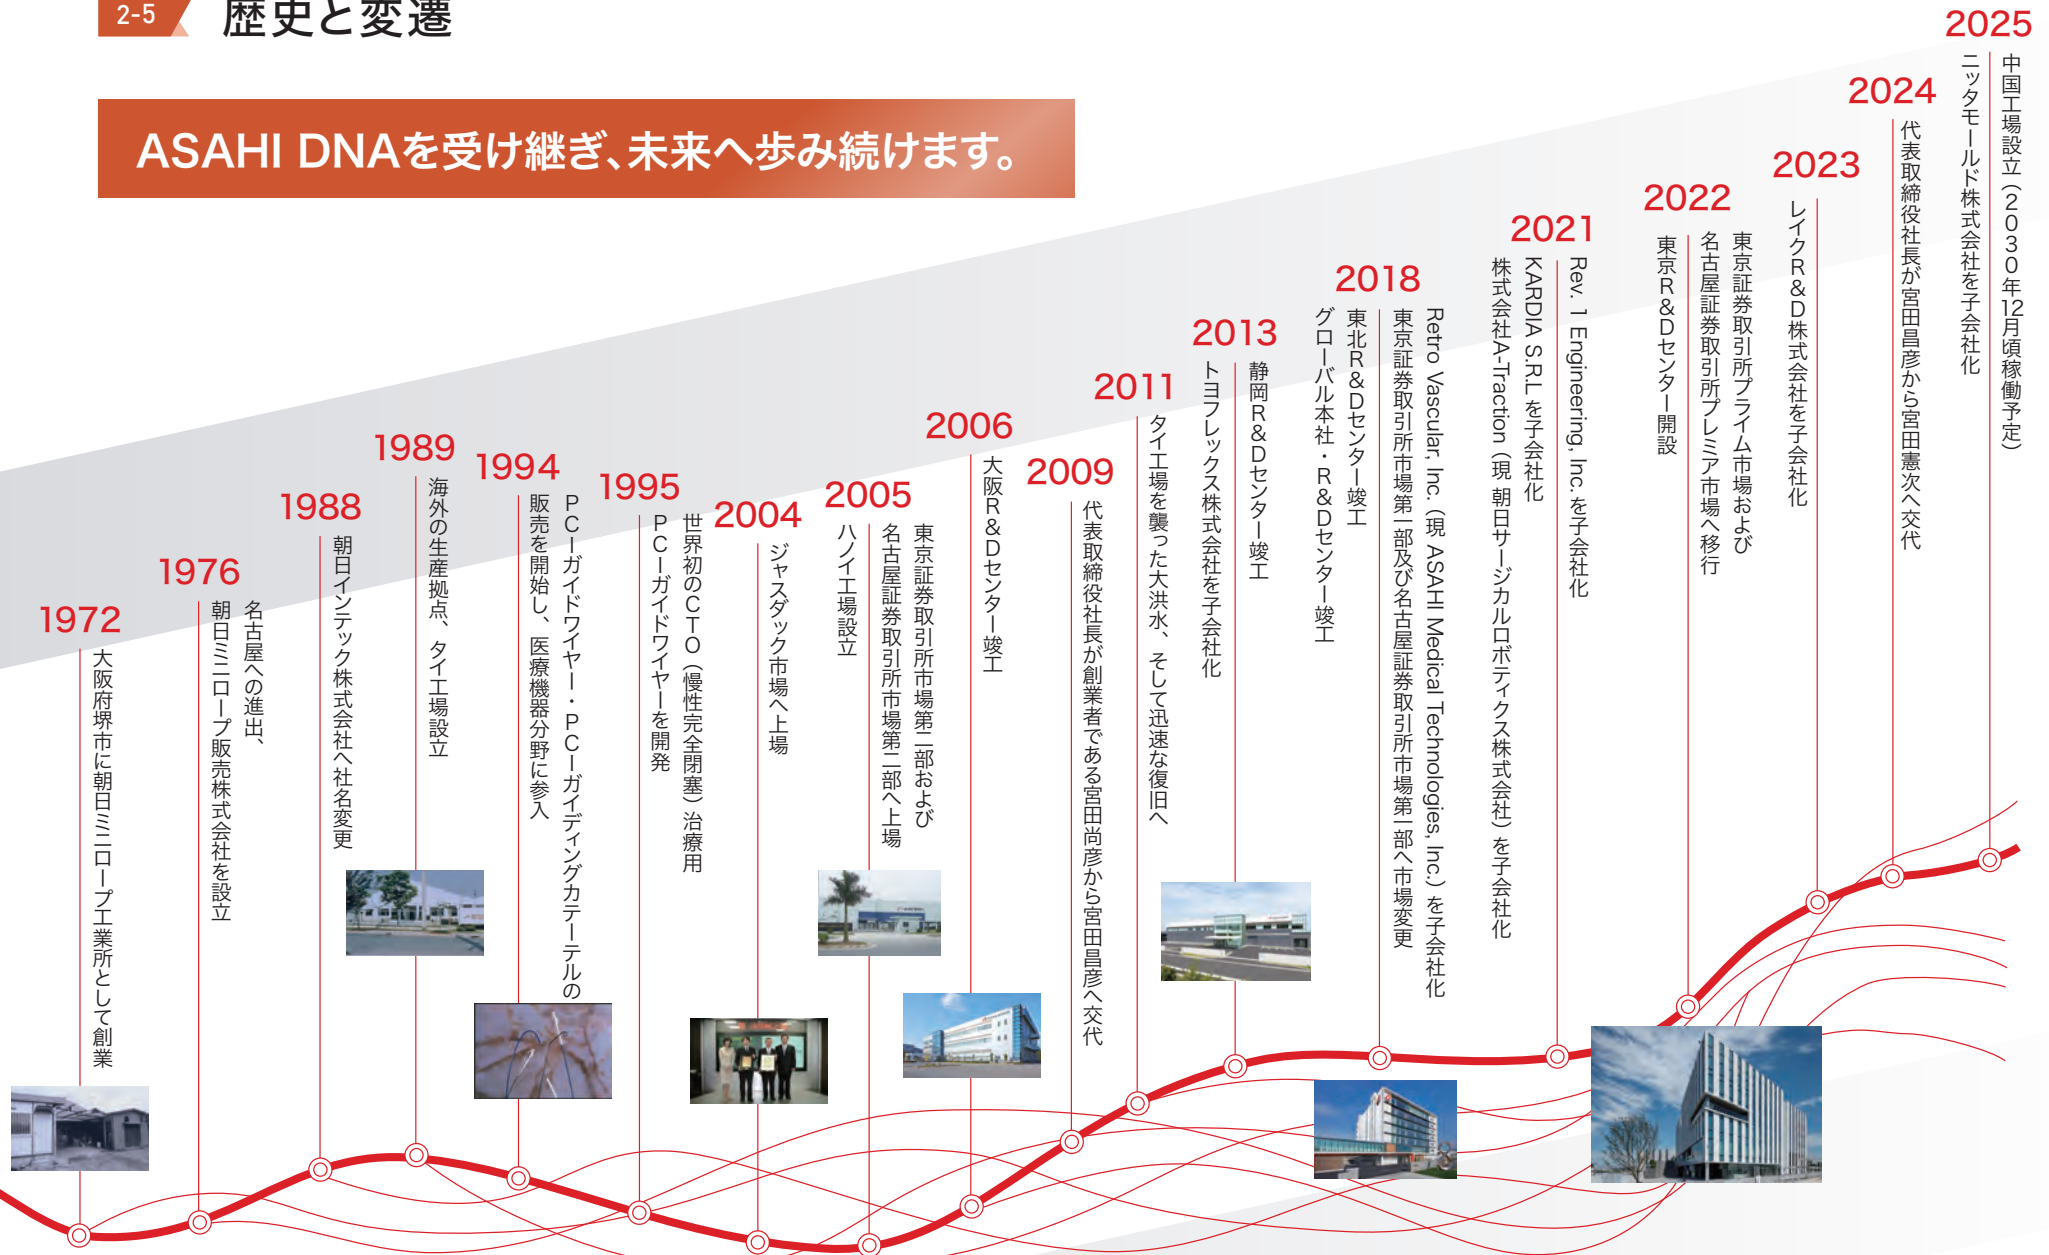 2-5
歴史と変遷
ASAHI DNAを受け継ぎ、未来へ歩み続けます。
1972
大阪府堺市に朝日ミニロープ工業所として創業
1976
名古屋への進出、
朝日ミニロープ販売株式会社を設立
1988
朝日インテック株式会社へ社名変更
1989
海外の生産拠点、タイ工場設立
1994
PCIガイドワイヤー・PCIガイディングカテーテルの
販売を開始し、医療機器分野に参入
1995
世界初のCTO（慢性完全閉塞）治療用
PCIガイドワイヤーを開発
2004
ジャスダック市場へ上場
2005
東京証券取引所市場第二部および
名古屋証券取引所市場第二部へ上場
ハノイ工場設立
2006
大阪R＆Dセンター竣工
2009
代表取締役社長が創業者である宮田尚彦から宮田昌彦へ交代
2011
タイ工場を襲った大洪水、そして迅速な復旧へ
2013
静岡R＆Dセンター竣工
トヨフレックス株式会社を子会社化
2018
Retro Vascular, Inc.（現 ASAHI Medical Technologies, Inc.）を子会社化
東京証券取引所市場第一部及び名古屋証券取引所市場第一部へ市場変更
東北R＆Dセンター竣工
グローバル本社・R＆Dセンター竣工
2021
Rev. 1 Engineering, Inc. を子会社化
KARDIA S.R.L を子会社化
株式会社A-Traction（現 朝日サージカルロボティクス株式会社）を子会社化
2022
東京証券取引所プライム市場および
名古屋証券取引所プレミア市場へ移行
東京R＆Dセンター開設
2023
レイクR＆D株式会社を子会社化
2024
代表取締役社長が宮田昌彦から宮田憲次へ交代
2025
中国工場設立（2030年12月頃稼働予定）
ニッタモールド株式会社を子会社化